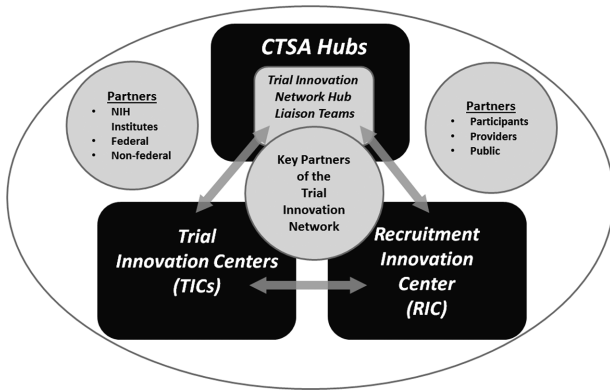 CTSA Hubs
Trial Innovation
Network Hub
Liaison Teams
Partners
• NIH
Institutes
• Federal
• Non-federal
Partners
• Participants
• Providers
• Public
Key Partners
of the
Trial
Innovation
Network
Trial
Innovation Centers
(TICs)
Recruitment
Innovation
Center
(RIC)